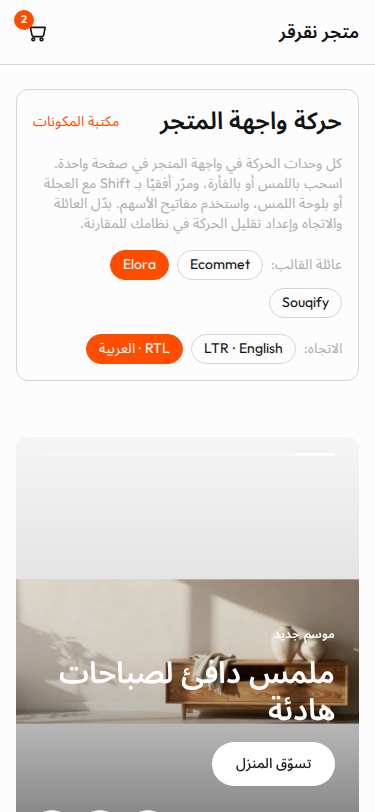 متجر نقرقر
2
حركة واجهة المتجر
مكتبة المكونات
كل وحدات الحركة في واجهة المتجر في صفحة واحدة.
اسحب باللمس أو بالفأرة، ومرّر أفقيًا بـ Shift مع العجلة
أو بلوحة اللمس، واستخدم مفاتيح الأسهم. بدّل العائلة
والاتجاه وإعداد تقليل الحركة في نظامك للمقارنة.
عائلة القالب: Ecommet Elora
Souqify
الاتجاه: LTR · English العربية · RTL
موسم جديد
ملمس دافئ لصباحات
هادئة
تسوّق المنزل